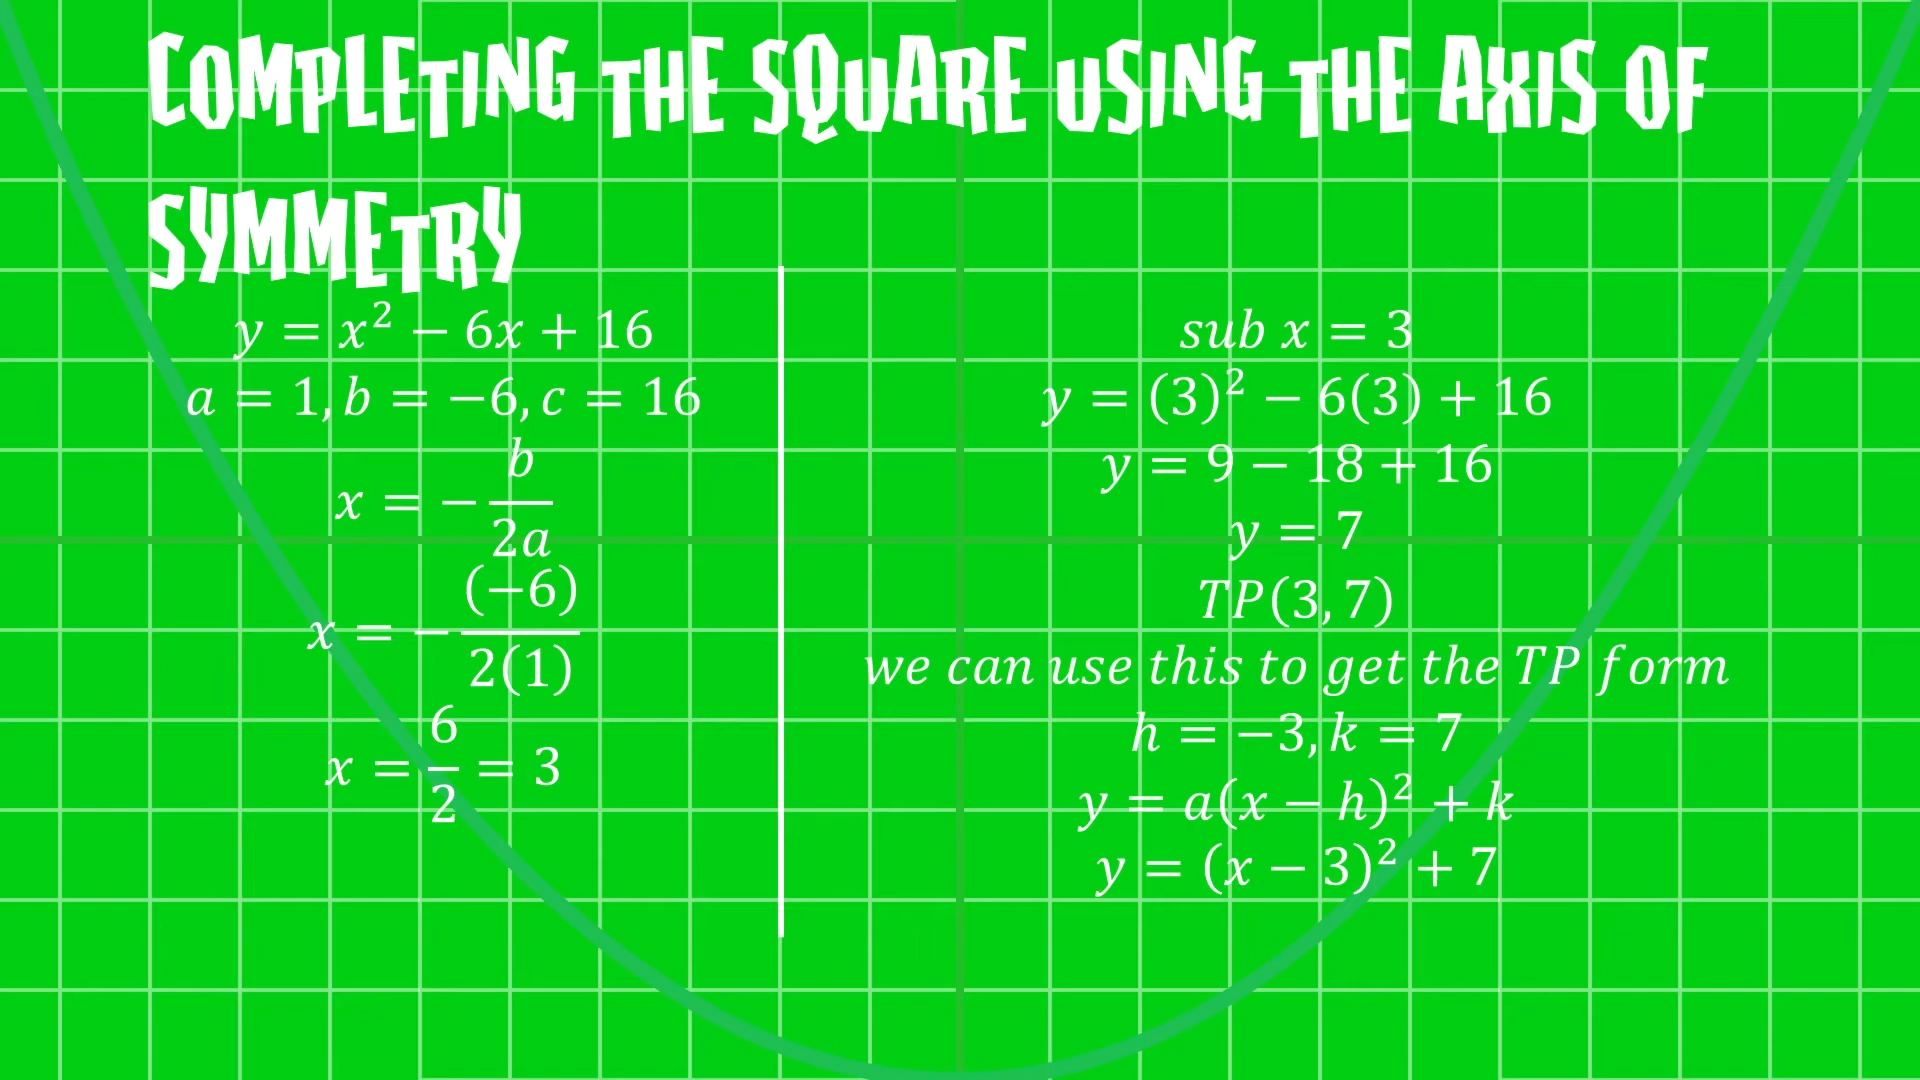 COMPLETING THE SQUARE USING THE AXIS OF
SYMMETRY
y = x² − 6x + 16
a = 1, b = −6, c = 16
x = − b/2a
x = − (−6)/2(1)
x = 6/2 = 3
sub x = 3
y = (3)² − 6(3) + 16
y = 9 − 18 + 16
y = 7
TP(3, 7)
we can use this to get the TP form
h = −3, k = 7
y = a(x − h)² + k
y = (x − 3)² + 7